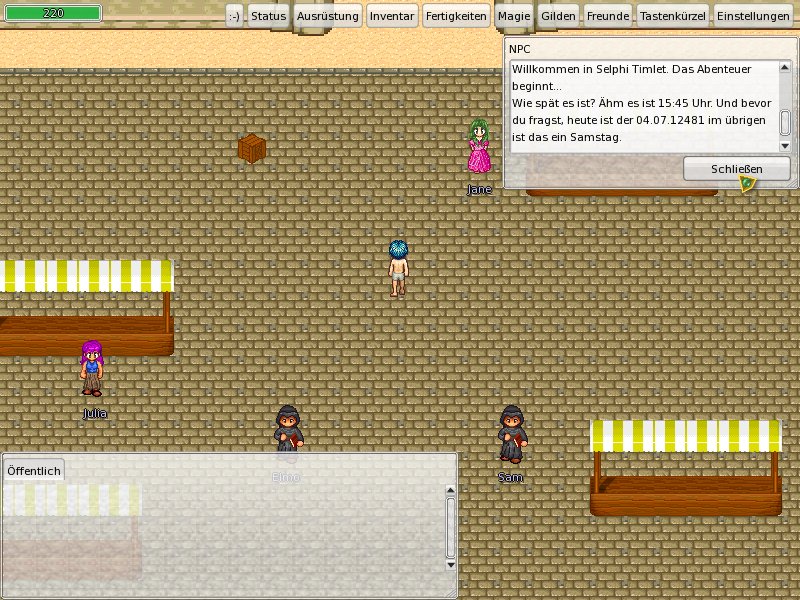 220
:-) Status Ausrüstung Inventar Fertigkeiten Magie Gilden Freunde Tastenkürzel Einstellungen
NPC
Willkommen in Selphi Timlet. Das Abenteuer
beginnt...
Wie spät es ist? Ähm es ist 15:45 Uhr. Und bevor
du fragst, heute ist der 04.07.12481 im übrigen
ist das ein Samstag.
Schließen
Jane
Julia
Elmo
Sam
Öffentlich